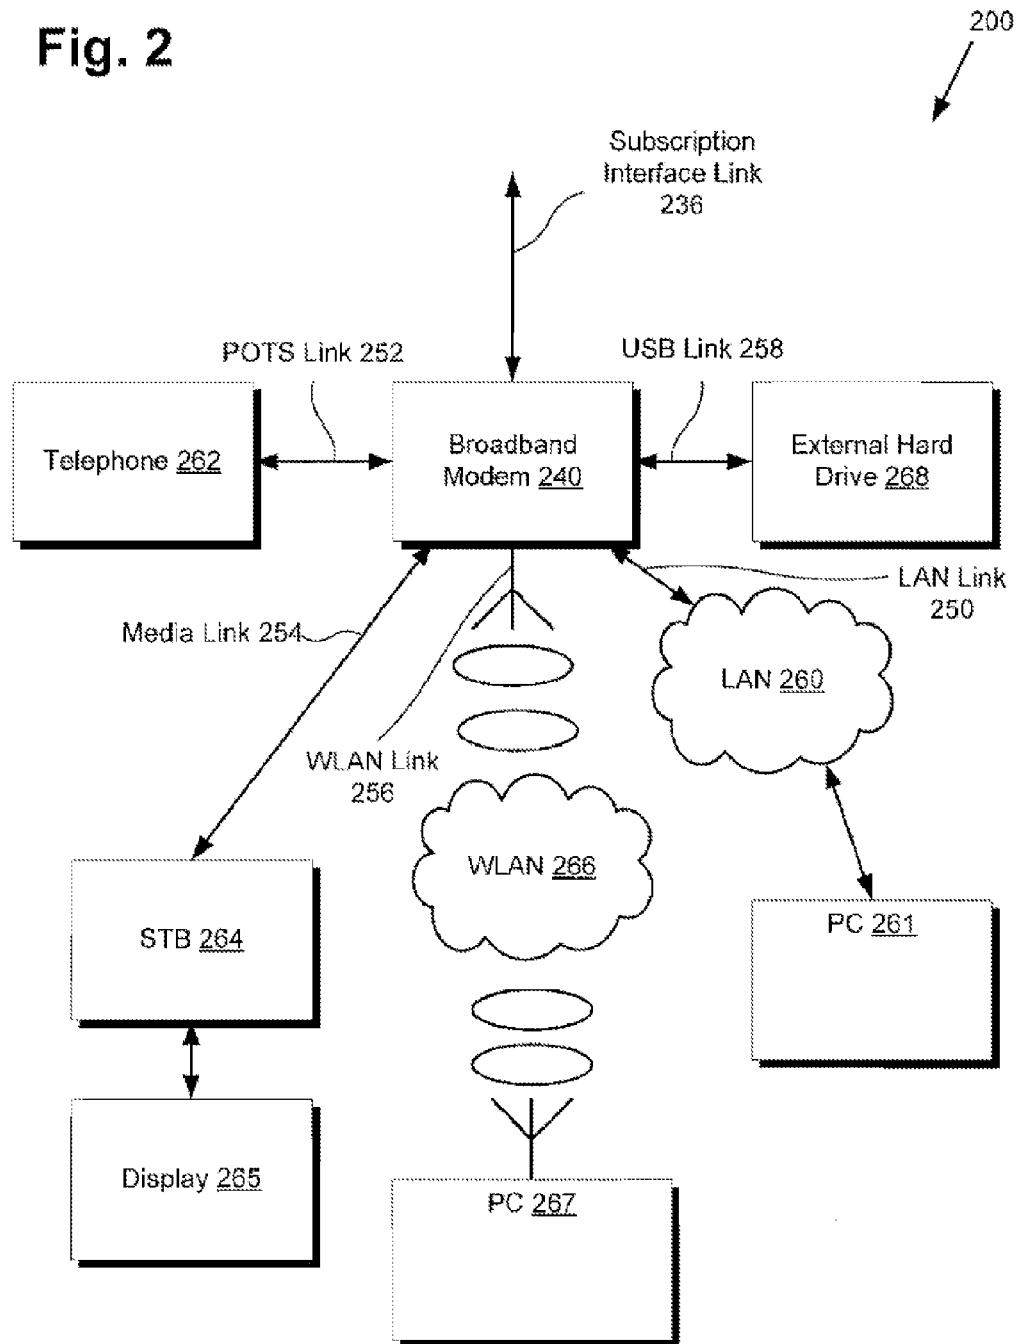 Fig. 2
200
Subscription
Interface Link
236
POTS Link 252
USB Link 258
Telephone 262
Broadband
Modem 240
External Hard
Drive 268
LAN Link
250
Media Link 254
LAN 260
WLAN Link
256
WLAN 266
STB 264
PC 261
Display 265
PC 267